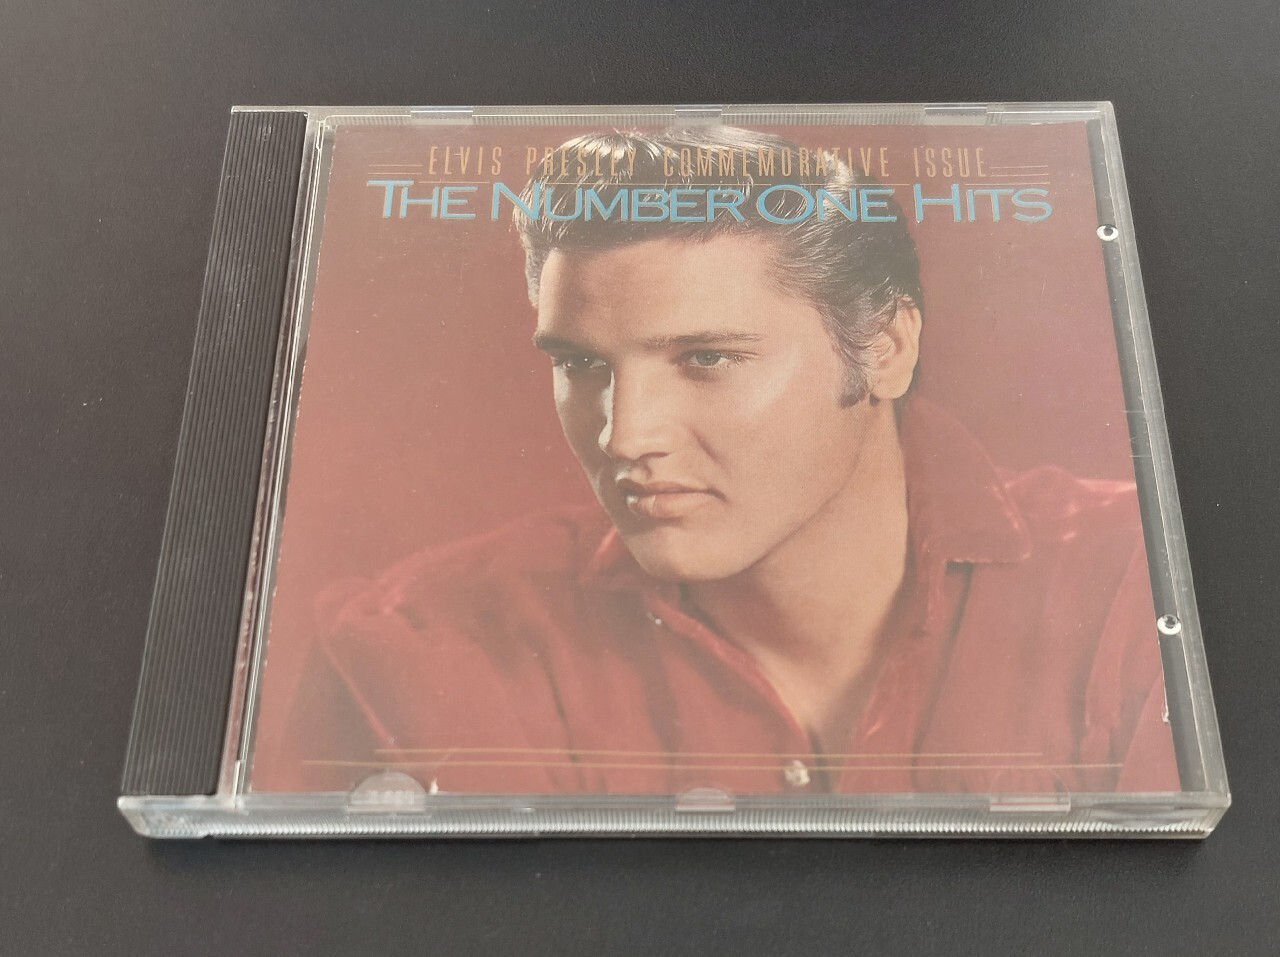 ELVIS PRESLEY COMMEMORATIVE ISSUE
THE NUMBER ONE HITS